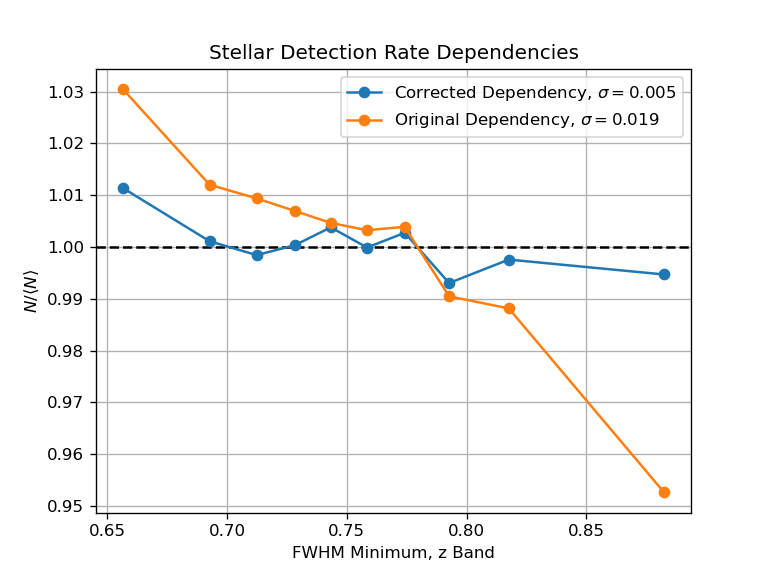 Stellar Detection Rate Dependencies
Corrected Dependency, σ = 0.005
Original Dependency, σ = 0.019
1.03
1.02
1.01
1.00
0.99
0.98
0.97
0.96
0.95
N/⟨N⟩
0.65 0.70 0.75 0.80 0.85
FWHM Minimum, z Band